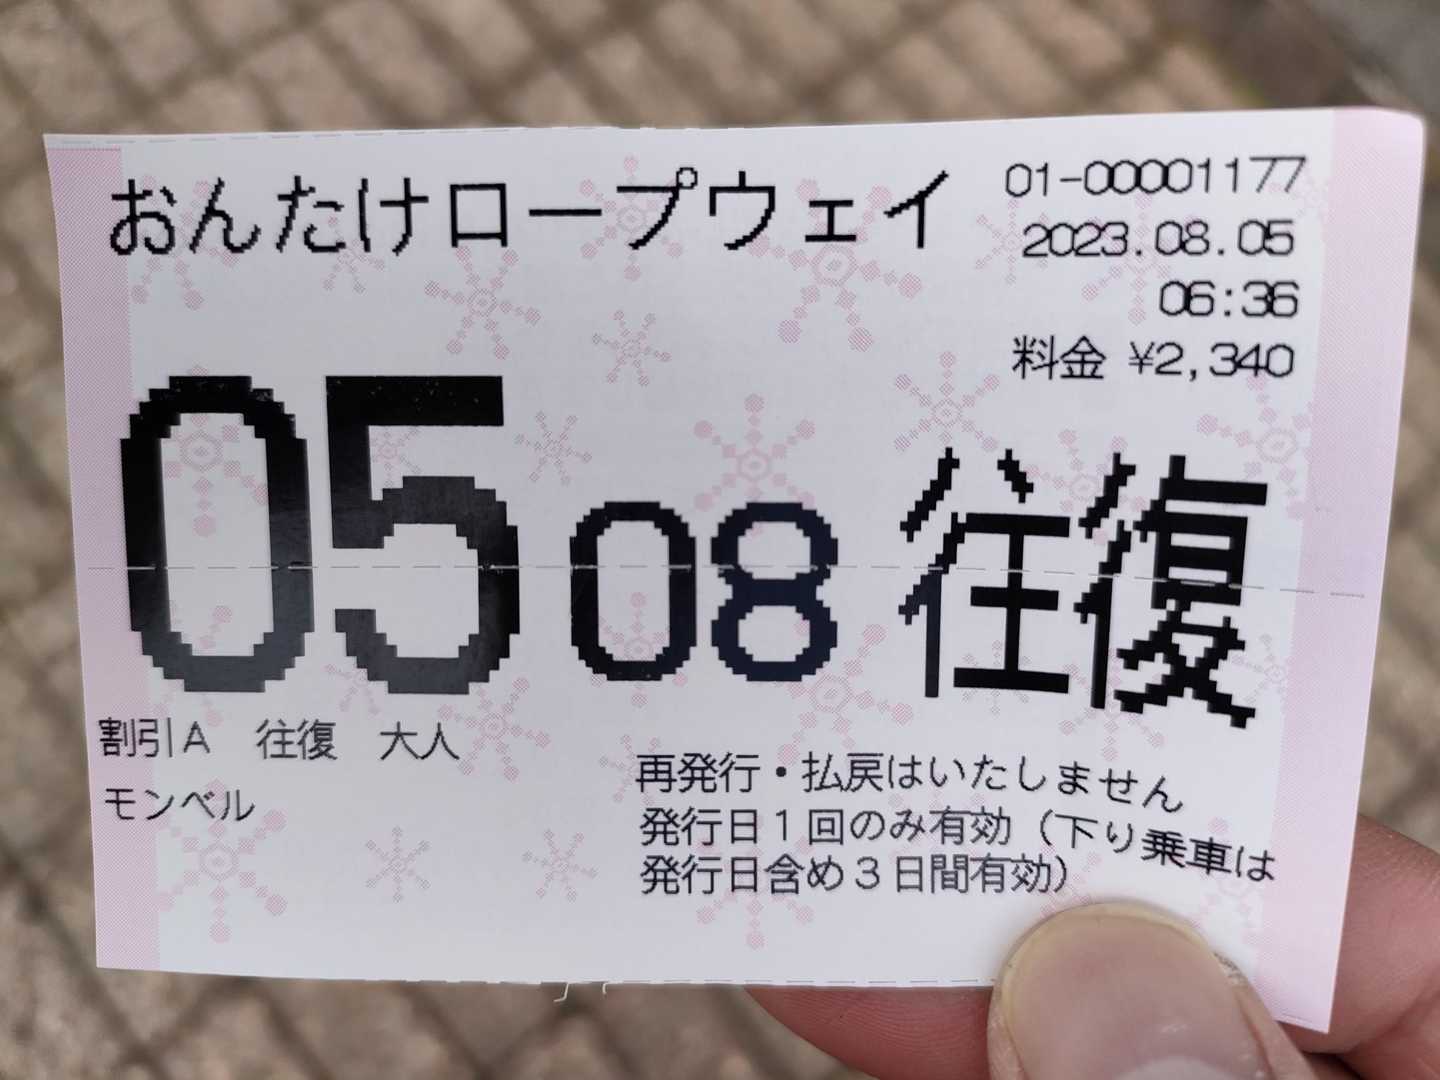 おんたけロープウェイ
01-00001177
2023.08.05
06:36
料金 ¥2,340
05 08 往復
割引A 往復 大人
モンベル
再発行・払戻はいたしません
発行日1回のみ有効（下り乗車は
発行日含め3日間有効）